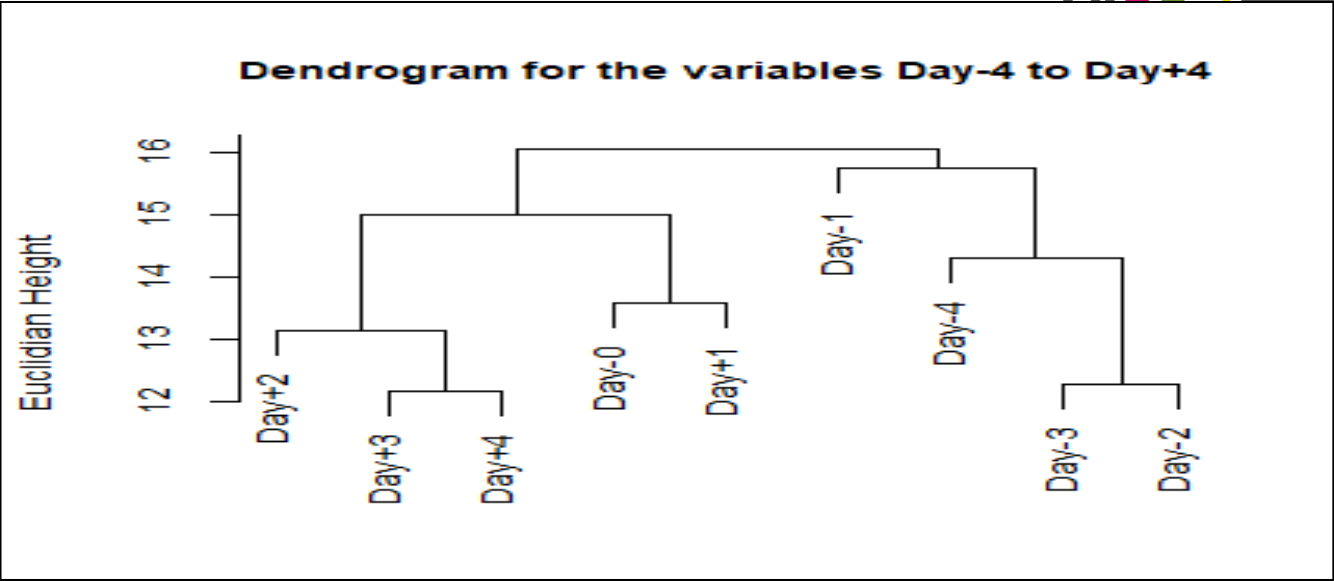 Dendrogram for the variables Day-4 to Day+4
Euclidian Height
16
15
14
13
12
Day+2
Day+3
Day+4
Day-0
Day+1
Day-1
Day-4
Day-3
Day-2